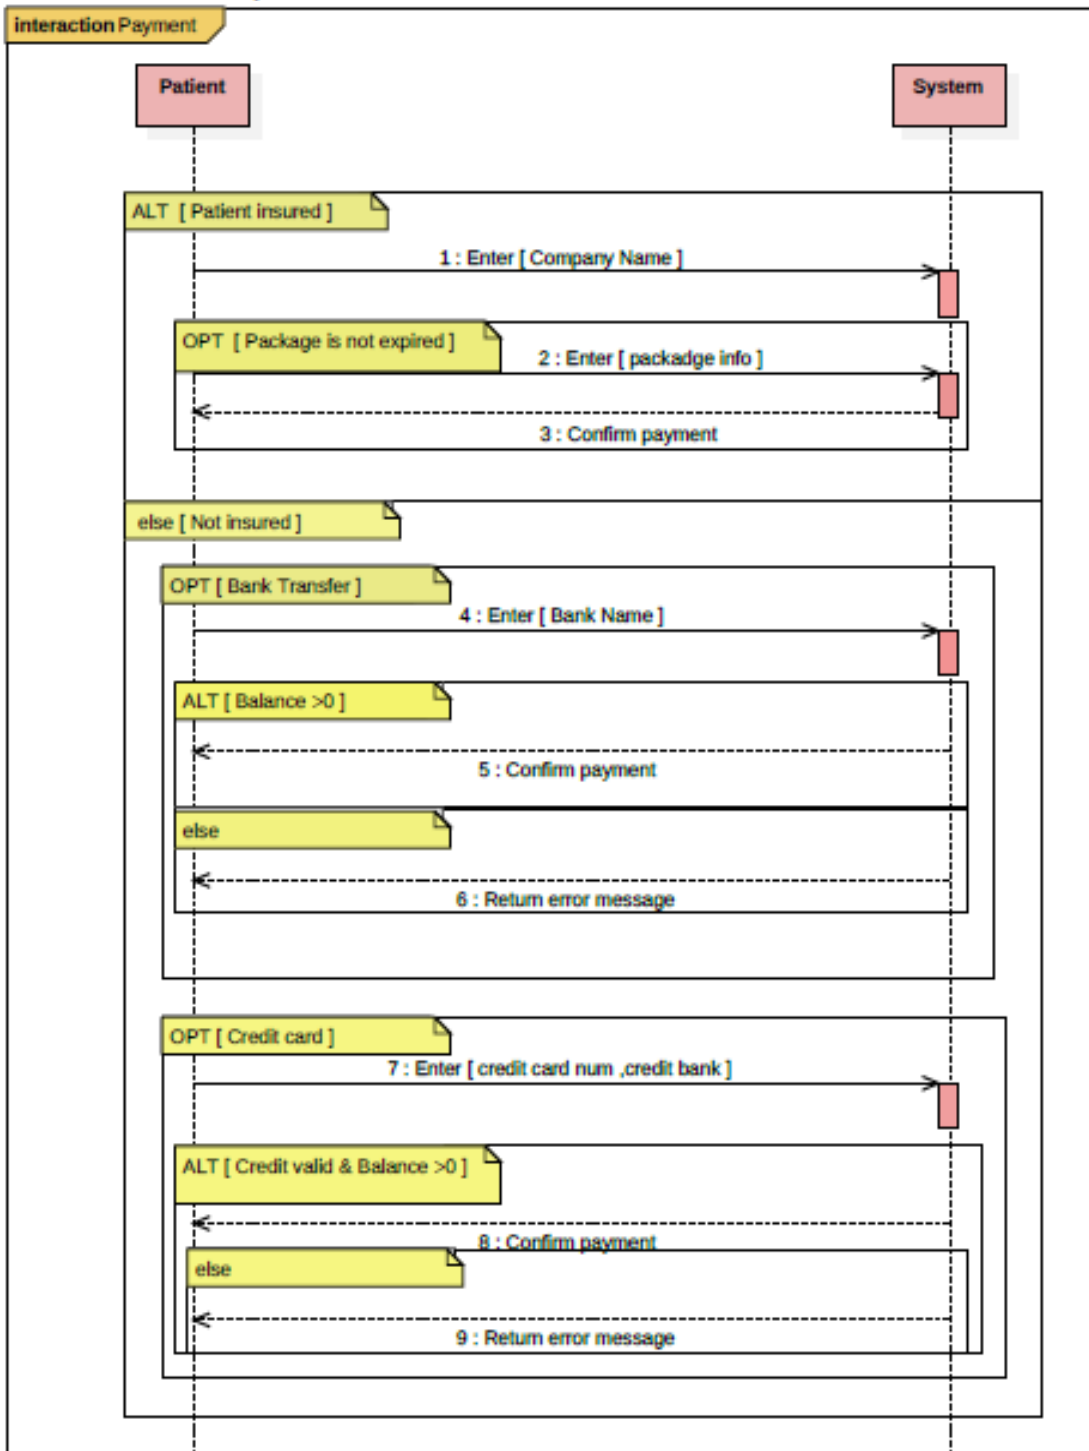 interaction Payment
Patient
System
ALT [ Patient insured ]
1 : Enter [ Company Name ]
OPT [ Package is not expired ]
2 : Enter [ packadge info ]
3 : Confirm payment
else [ Not insured ]
OPT [ Bank Transfer ]
4 : Enter [ Bank Name ]
ALT [ Balance >0 ]
5 : Confirm payment
else
6 : Return error message
OPT [ Credit card ]
7 : Enter [ credit card num ,credit bank ]
ALT [ Credit valid & Balance >0 ]
8 : Confirm payment
else
9 : Return error message